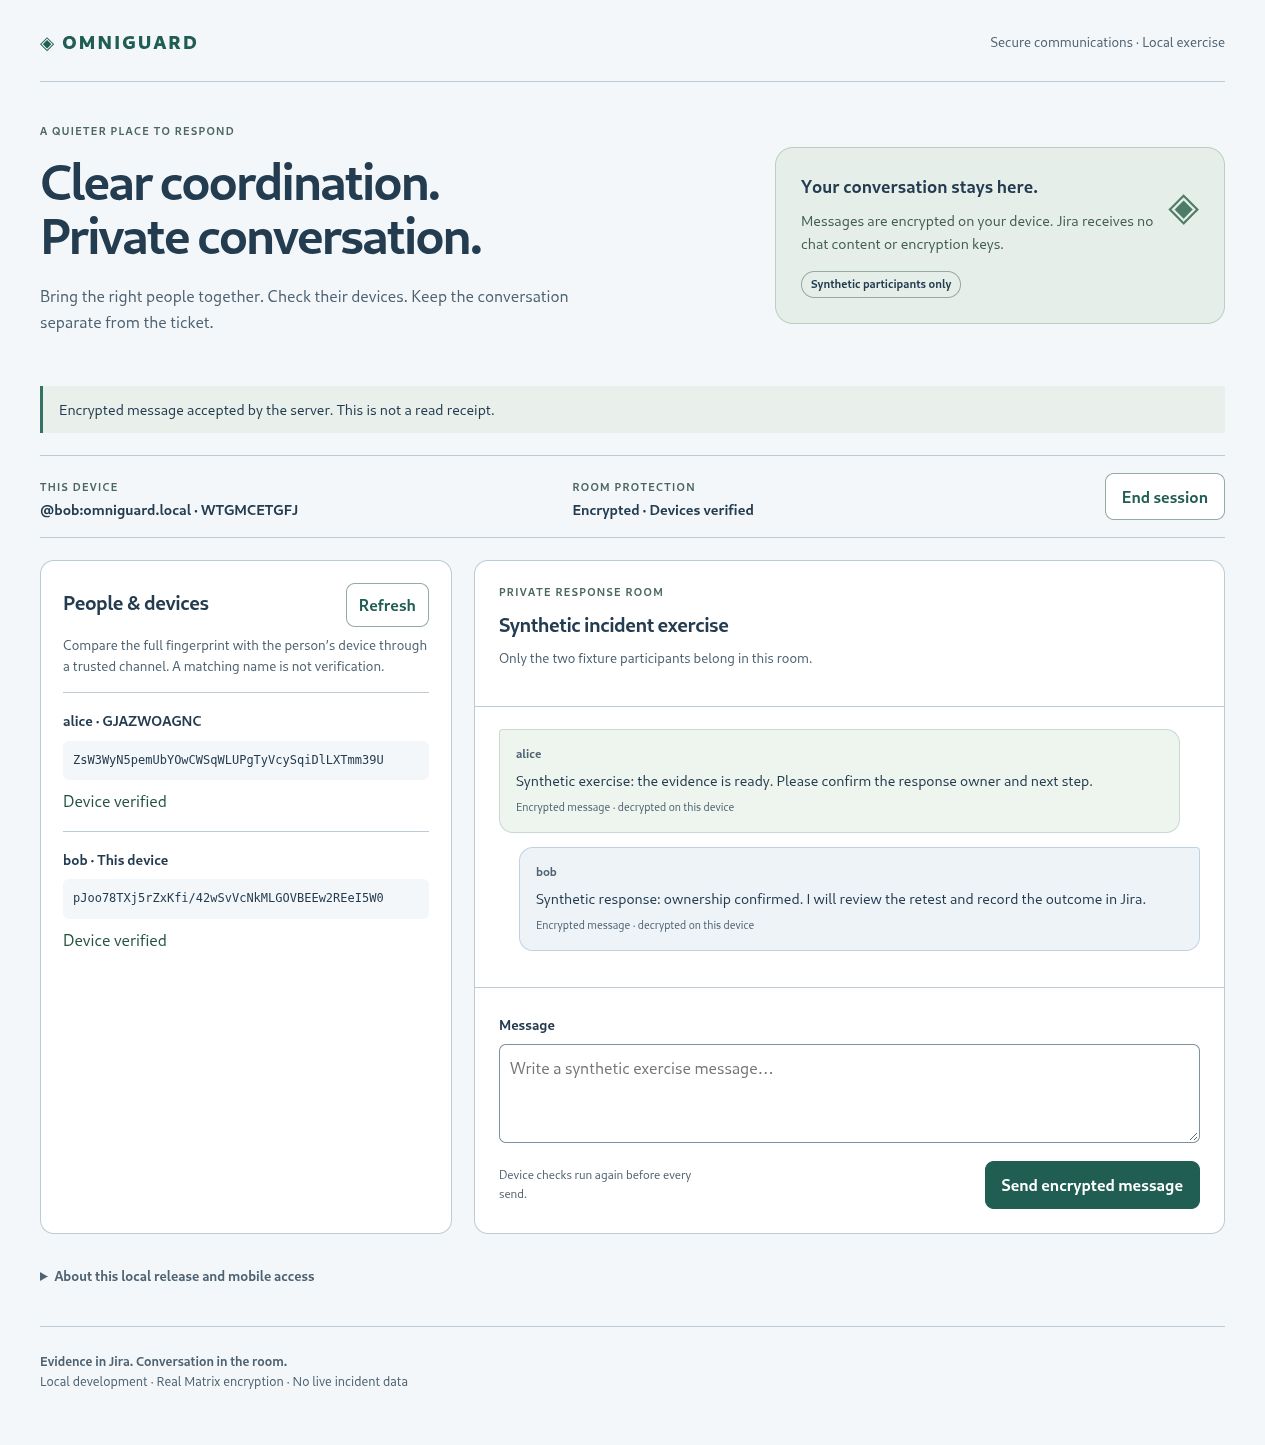 ◈ OMNIGUARD
Secure communications · Local exercise
A QUIETER PLACE TO RESPOND
Clear coordination.
Private conversation.
Bring the right people together. Check their devices. Keep the conversation
separate from the ticket.
Your conversation stays here.
Messages are encrypted on your device. Jira receives no
chat content or encryption keys.
Synthetic participants only
Encrypted message accepted by the server. This is not a read receipt.
THIS DEVICE
@bob:omniguard.local · WTGMCETGFJ
ROOM PROTECTION
Encrypted · Devices verified
End session
People & devices
Refresh
Compare the full fingerprint with the person's device through
a trusted channel. A matching name is not verification.
alice · GJAZWOAGNC
ZsW3WyN5pemUbYOwCWSqWLUPgTyVcySqiDlLXTmm39U
Device verified
bob · This device
pJoo78TXj5rZxKfi/42wSvVcNkMLGOVBEEw2REeI5W0
Device verified
PRIVATE RESPONSE ROOM
Synthetic incident exercise
Only the two fixture participants belong in this room.
alice
Synthetic exercise: the evidence is ready. Please confirm the response owner and next step.
Encrypted message · decrypted on this device
bob
Synthetic response: ownership confirmed. I will review the retest and record the outcome in Jira.
Encrypted message · decrypted on this device
Message
Write a synthetic exercise message…
Device checks run again before every
send.
Send encrypted message
▶ About this local release and mobile access
Evidence in Jira. Conversation in the room.
Local development · Real Matrix encryption · No live incident data